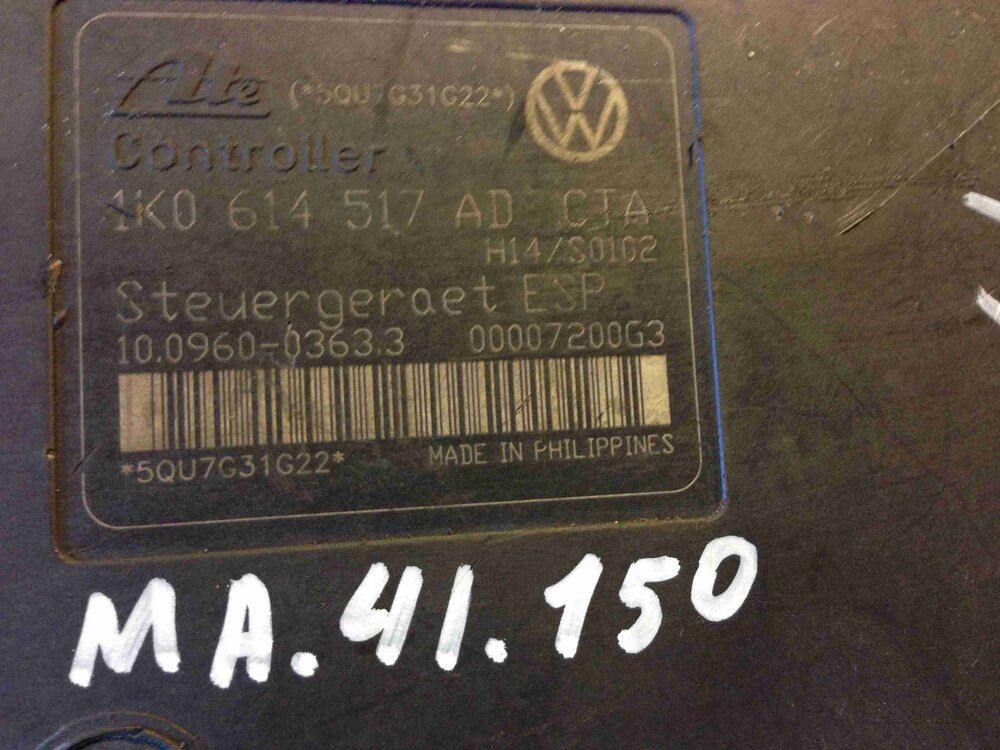 Ate (*5QU7G31G22*)
Controller
1K0 614 517 AD CTA
H14/S0102
Steuergeraet ESP
10.0960-0363.3 00007200G3
*5QU7G31G22* MADE IN PHILIPPINES
MA.41.150